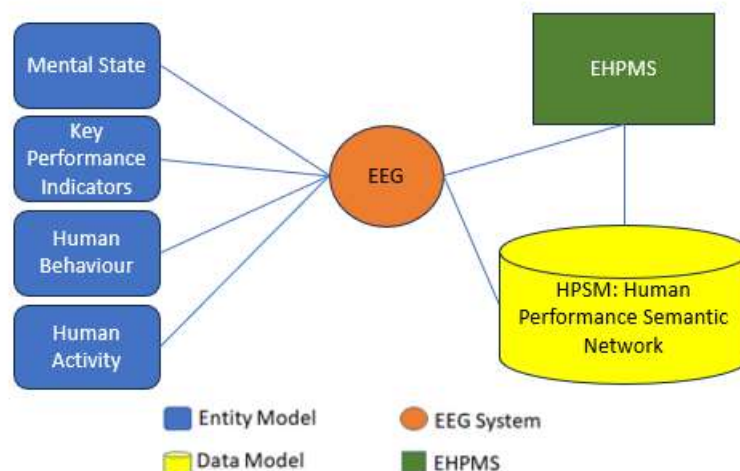 Mental State
Key
Performance
Indicators
Human
Behaviour
Human
Activity
EEG
EHPMS
HPSM: Human
Performance Semantic
Network
Entity Model
EEG System
Data Model
EHPMS